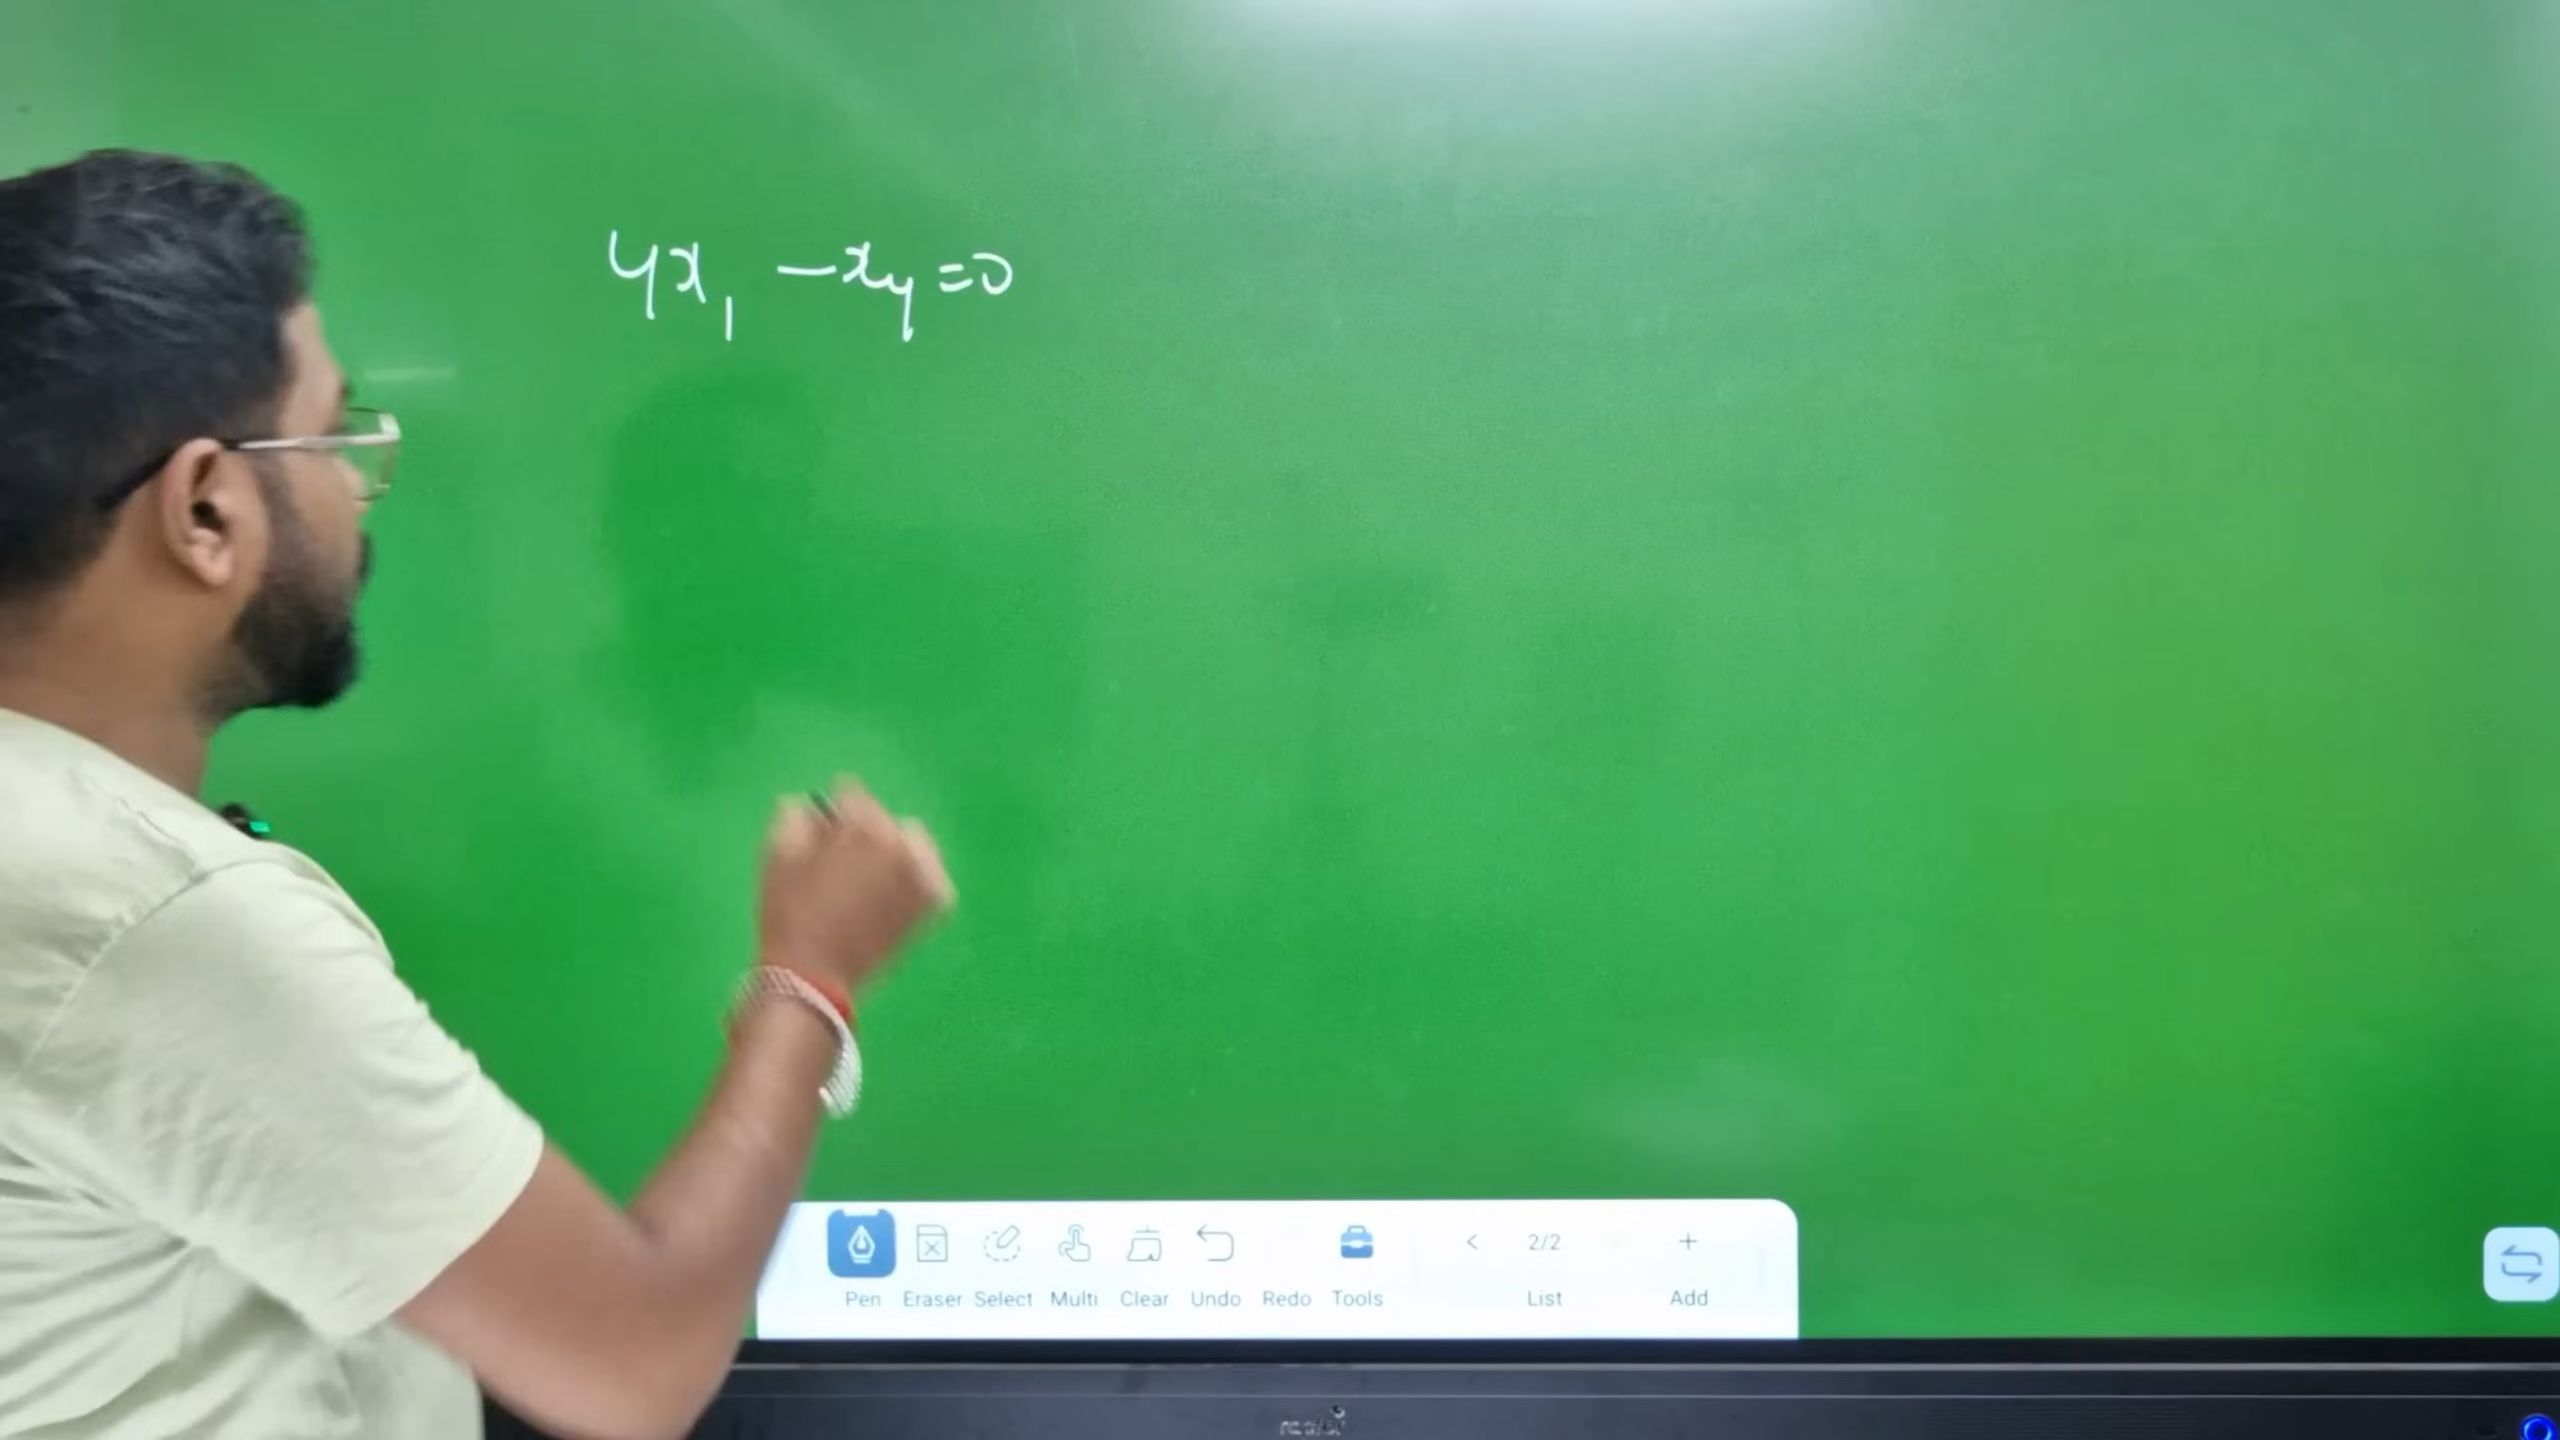 4x₁ - x₄ = 0
2/2
Pen Eraser Select Multi Clear Undo Redo Tools List Add